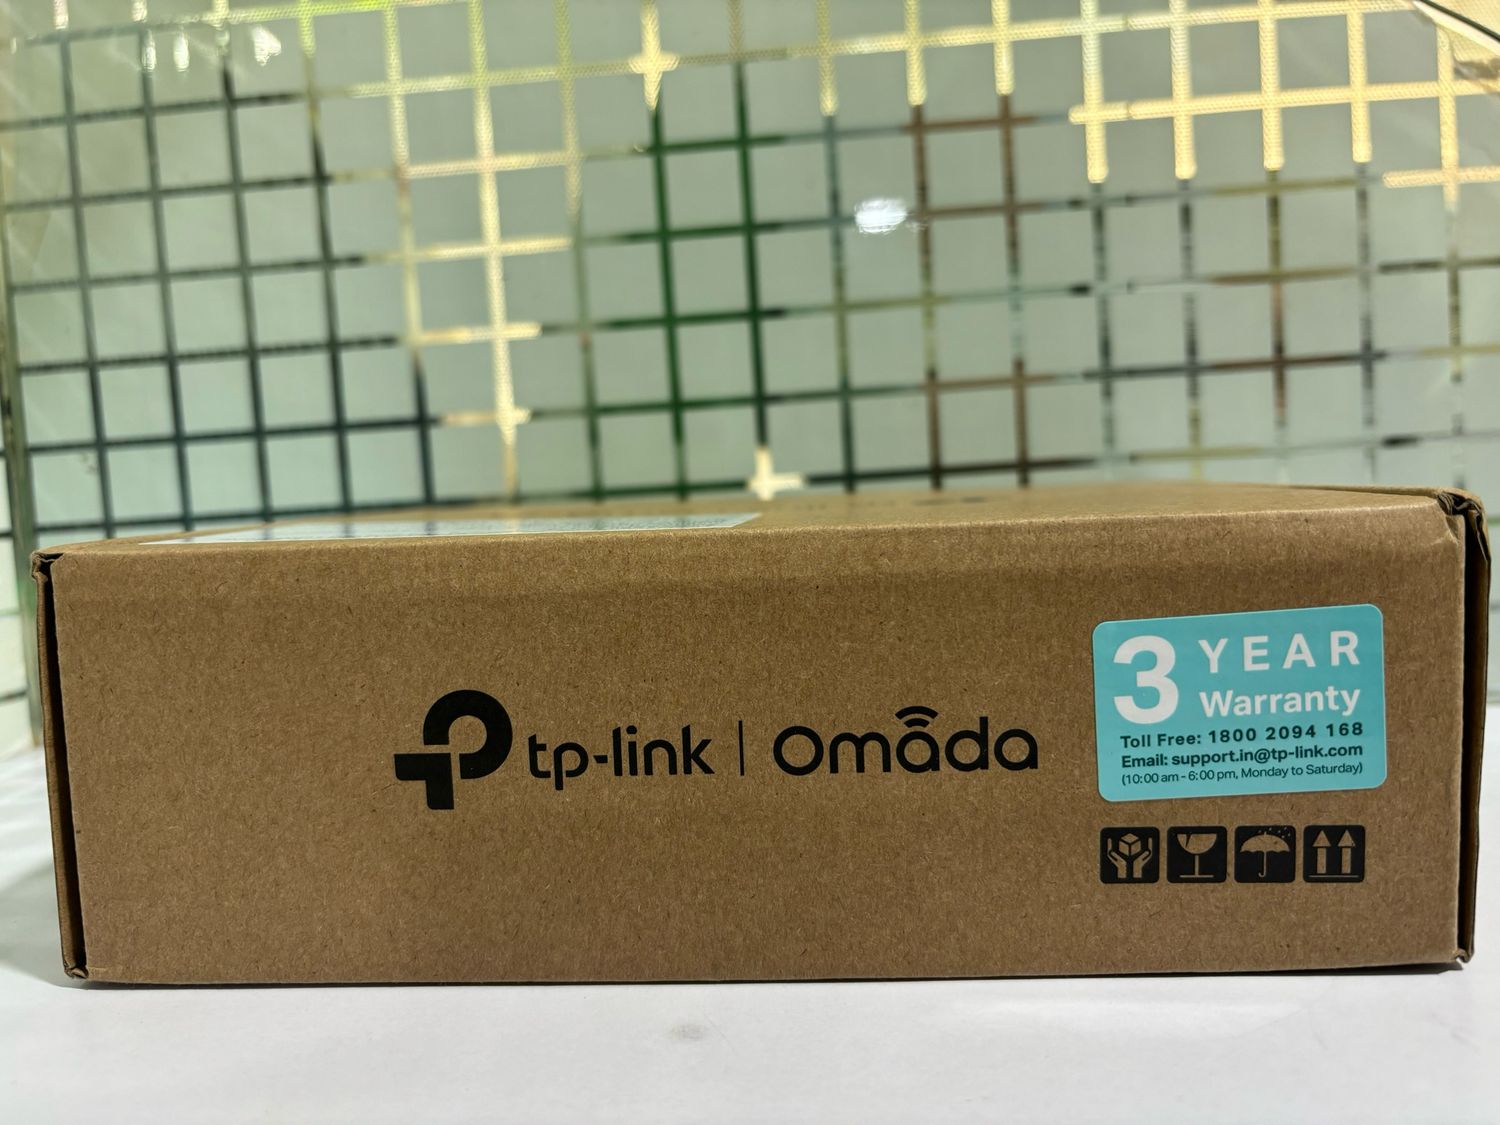 tp-link | omada
3 YEAR
Warranty
Toll Free: 1800 2094 168
Email: support.in@tp-link.com
(10:00 am - 6:00 pm, Monday to Saturday)